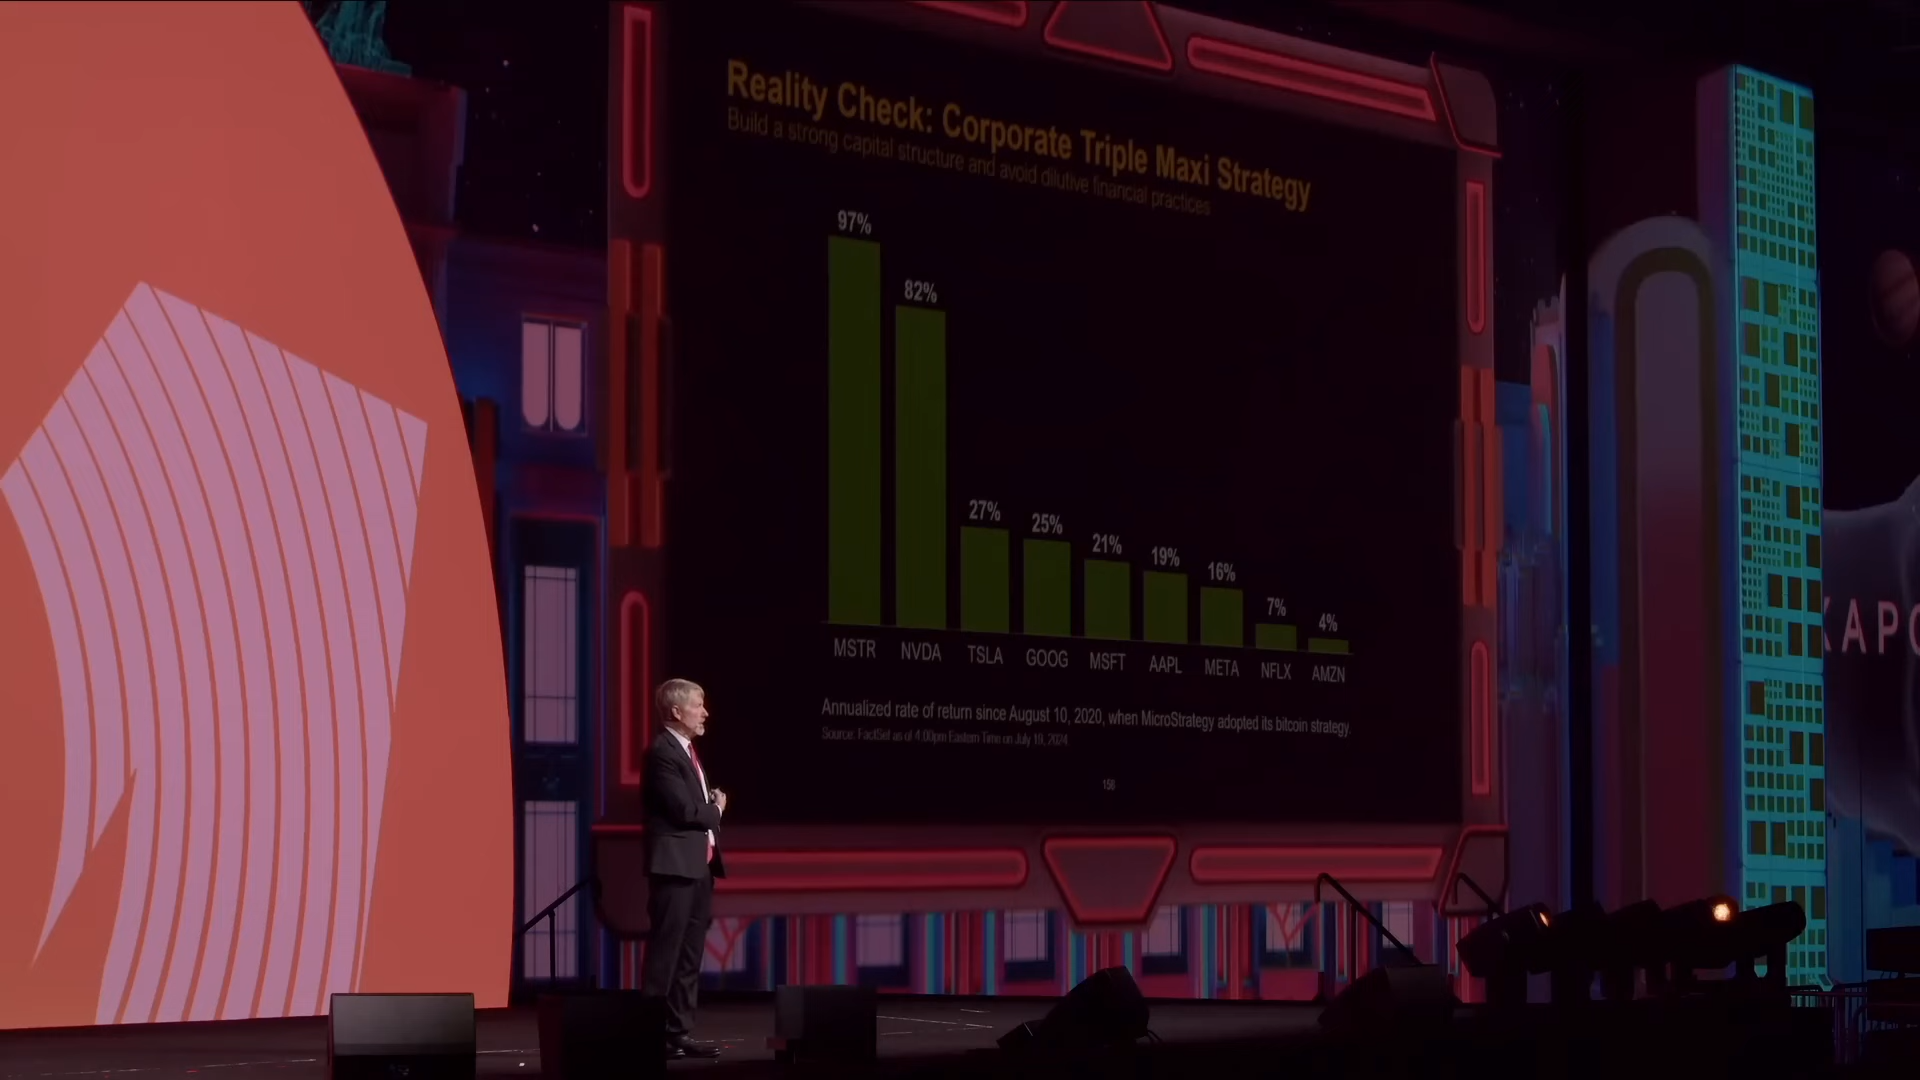 Reality Check: Corporate Triple Maxi Strategy
Build a strong capital structure and avoid dilutive financial practices
97%
82%
27%
25%
21%
19%
16%
7%
4%
MSTR NVDA TSLA GOOG MSFT AAPL META NFLX AMZN
Annualized rate of return since August 10, 2020, when MicroStrategy adopted its bitcoin strategy.
Source: FactSet as of 4:00pm Eastern Time on July 19, 2024.